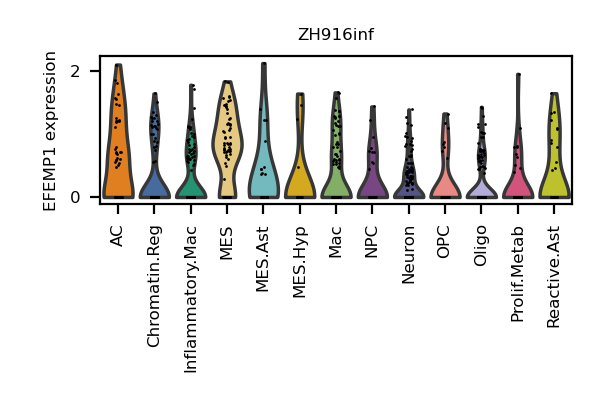 ZH916inf
EFEMP1 expression
2
0
AC
Chromatin.Reg
Inflammatory.Mac
MES
MES.Ast
MES.Hyp
Mac
NPC
Neuron
OPC
Oligo
Prolif.Metab
Reactive.Ast